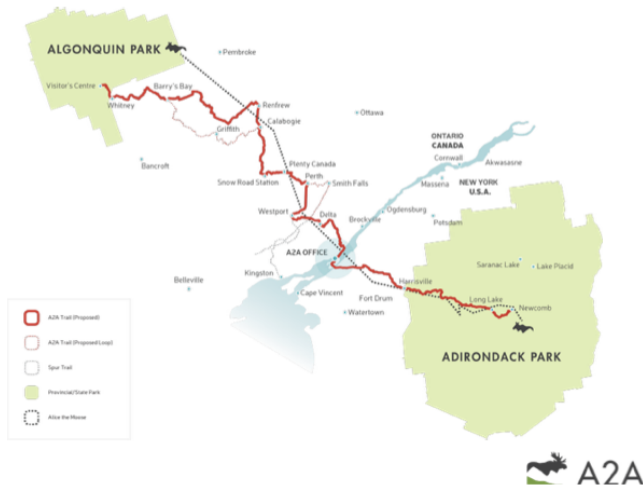 ALGONQUIN PARK
Pembroke
Visitor's Centre
Barry's Bay
Whitney
Renfrew
Calabogie
Griffith
Ottawa
ONTARIO
CANADA
Cornwall
Akwasasne
Bancroft
Plenty Canada
Snow Road Station
Perth
Smith Falls
Massena
NEW YORK
U.S.A.
Westport
Delta
Ogdensburg
Brockville
Potsdam
A2A OFFICE
Saranac Lake
Lake Placid
Kingston
Belleville
Harrisville
Cape Vincent
Fort Drum
Long Lake
Newcomb
Watertown
A2A Trail (Proposed)
A2A Trail (Proposed Loop)
Spur Trail
Provincial/State Park
Alice the Moose
ADIRONDACK PARK
A2A